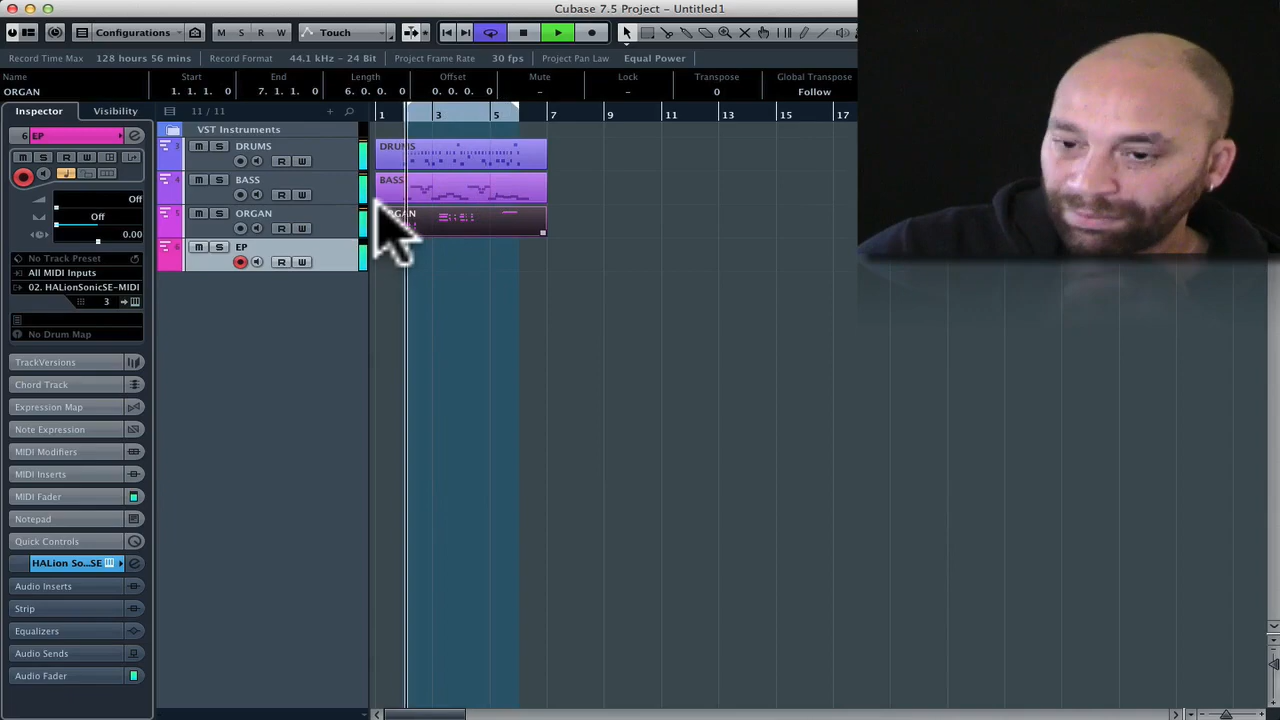 Cubase 7.5 Project - Untitled1
Configurations M S R W Touch
Record Time Max 128 hours 56 mins Record Format 44.1 kHz - 24 Bit Project Frame Rate 30 fps Project Pan Law Equal Power
Name Start End Length Offset Mute Lock Transpose Global Transpose
ORGAN 1. 1. 1. 0 7. 1. 1. 0 6. 0. 0. 0 0. 0. 0. 0 – – 0 Follow
Inspector Visibility 11 / 11 1 3 5 7 9 11 13 15 17
VST Instruments
6 EP
3 M S DRUMS R W DRUMS
4 M S BASS R W BASS
5 M S ORGAN R W
6 M S EP R W
M S R W
Off
Off
0.00
No Track Preset
All MIDI Inputs
02. HALionSonicSE-MIDI
3
No Drum Map
TrackVersions
Chord Track
Expression Map
Note Expression
MIDI Modifiers
MIDI Inserts
MIDI Fader
Notepad
Quick Controls
HALion So...SE
Audio Inserts
Strip
Equalizers
Audio Sends
Audio Fader